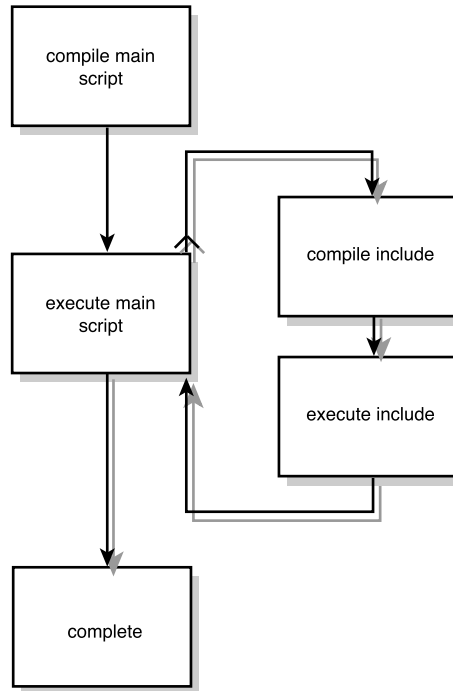 compile main
script
compile include
execute main
script
execute include
complete